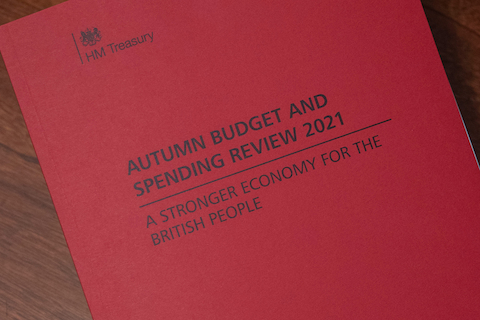 HM Treasury
AUTUMN BUDGET AND
SPENDING REVIEW 2021
A STRONGER ECONOMY FOR THE
BRITISH PEOPLE